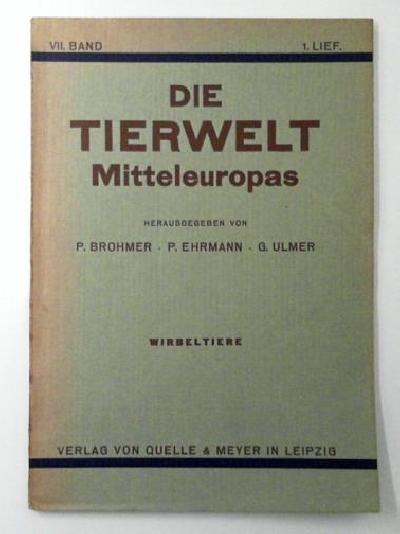 VII. BAND 1. LIEF.
DIE
TIERWELT
Mitteleuropas
HERAUSGEGEBEN VON
P. BROHMER · P. EHRMANN · G. ULMER
WIRBELTIERE
VERLAG VON QUELLE & MEYER IN LEIPZIG